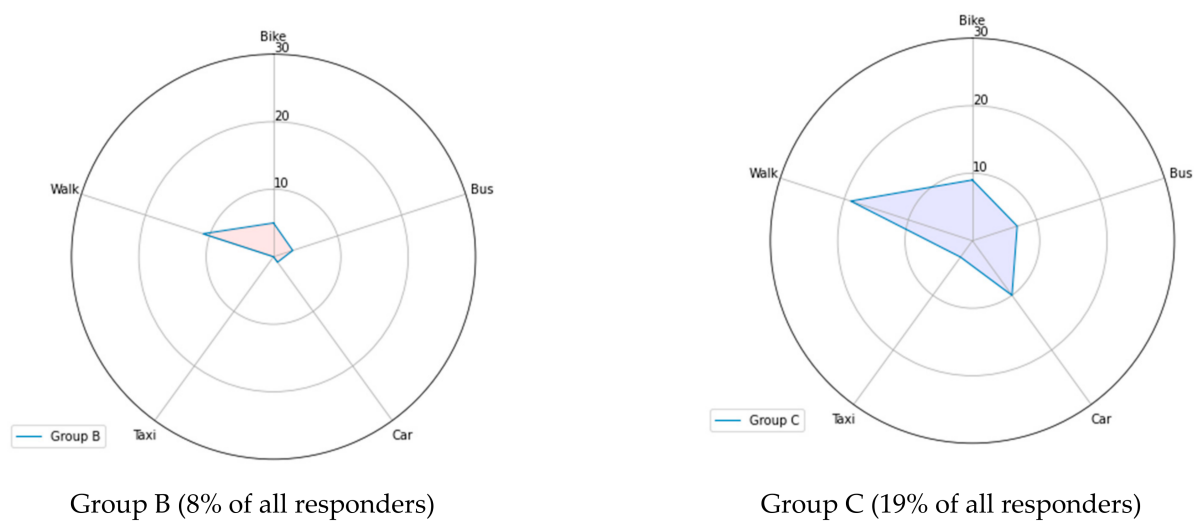 Bike
30
20
10
Walk
Bus
Taxi
Car
Group B
Group B (8% of all responders)
Bike
30
20
10
Walk
Bus
Taxi
Car
Group C
Group C (19% of all responders)